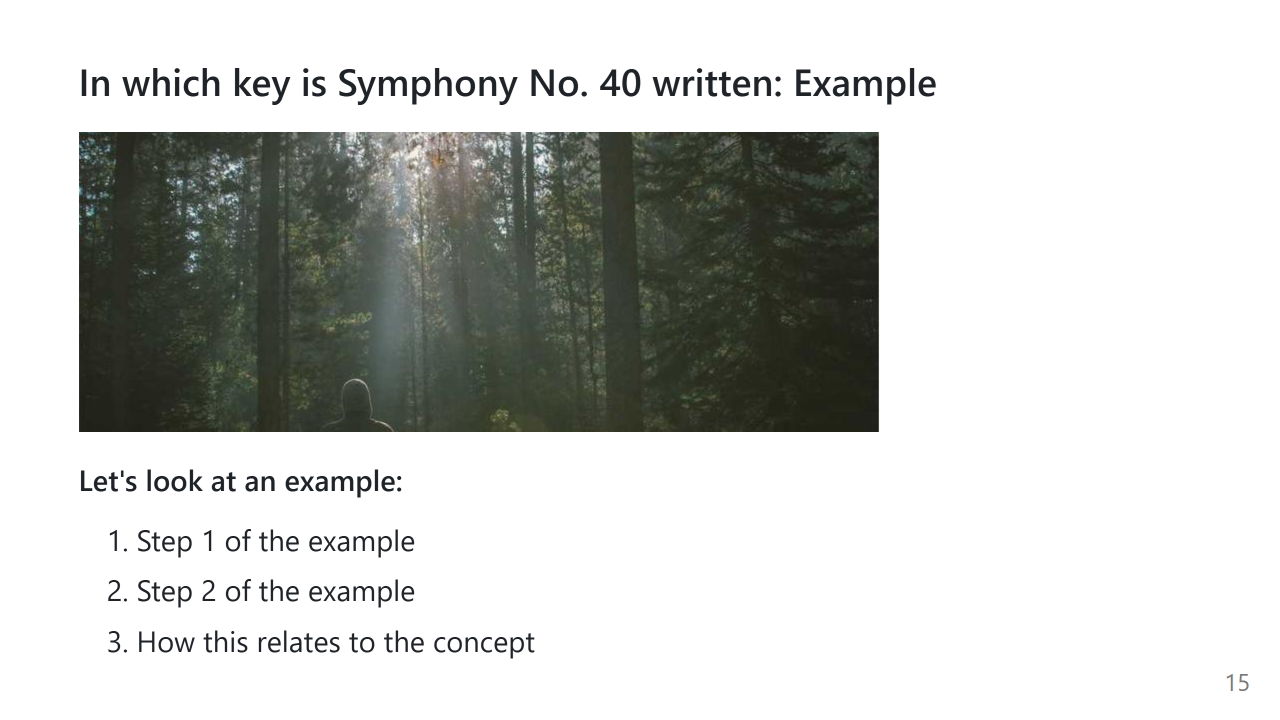 In which key is Symphony No. 40 written: Example
Let's look at an example:
1. Step 1 of the example
2. Step 2 of the example
3. How this relates to the concept
15